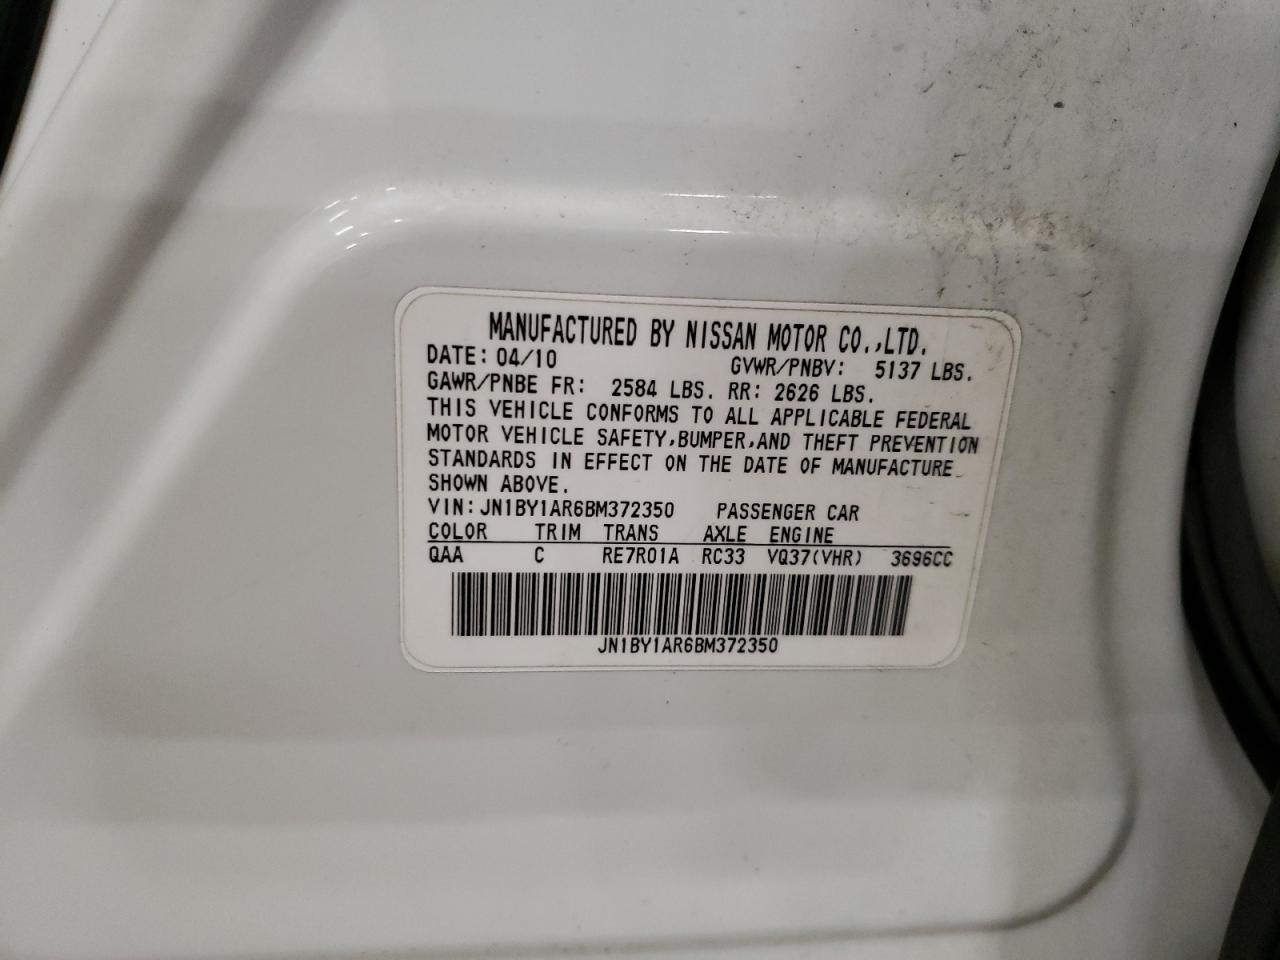 MANUFACTURED BY NISSAN MOTOR CO.,LTD.
DATE: 04/10 GVWR/PNBV: 5137 LBS.
GAWR/PNBE FR: 2584 LBS. RR: 2626 LBS.
THIS VEHICLE CONFORMS TO ALL APPLICABLE FEDERAL
MOTOR VEHICLE SAFETY,BUMPER,AND THEFT PREVENTION
STANDARDS IN EFFECT ON THE DATE OF MANUFACTURE
SHOWN ABOVE.
VIN: JN1BY1AR6BM372350 PASSENGER CAR
COLOR TRIM TRANS AXLE ENGINE
QAA C RE7R01A RC33 VQ37(VHR) 3696CC
JN1BY1AR6BM372350